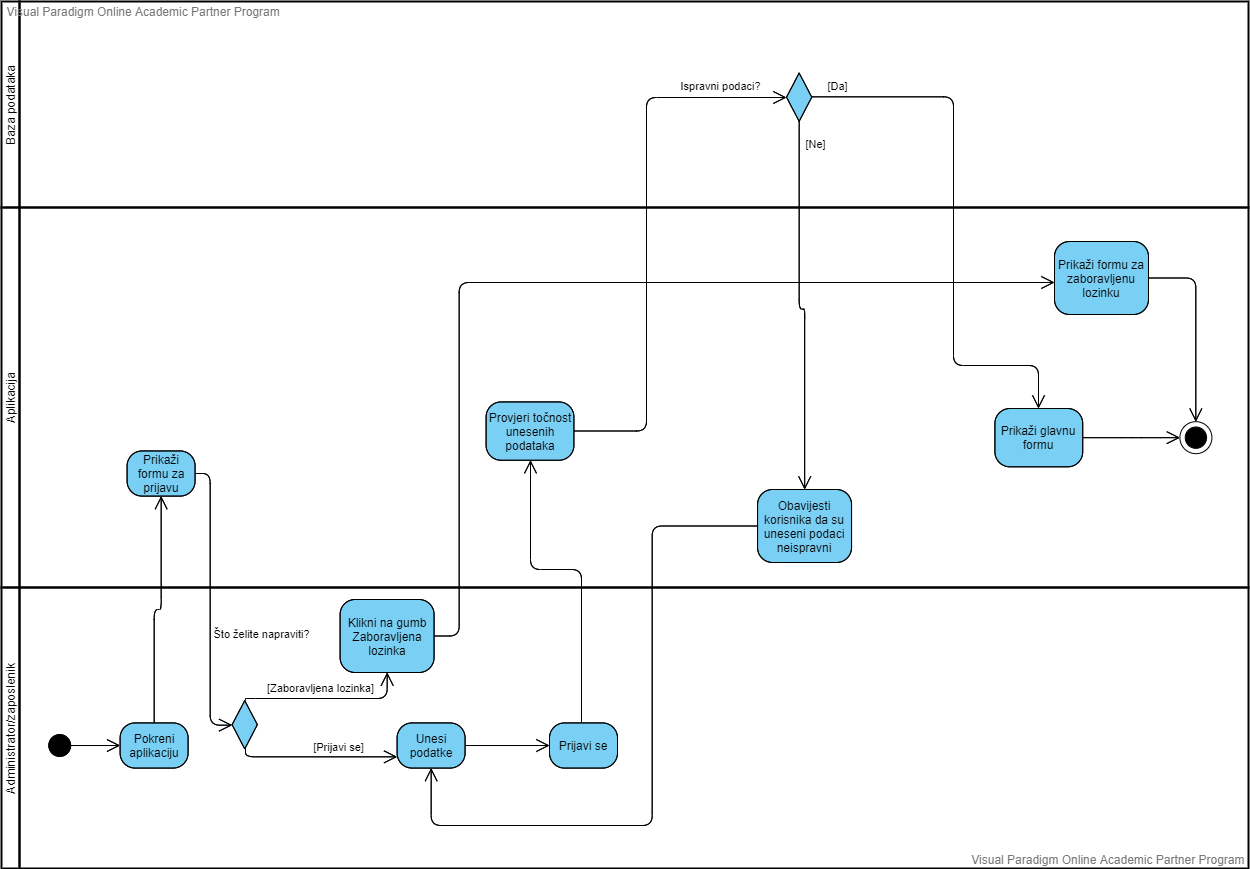 Visual Paradigm Online Academic Partner Program
Baza podataka
Ispravni podaci?
[Da]
[Ne]
Aplikacija
Prikaži formu za
zaboravljenu
lozinku
Provjeri točnost
unesenih
podataka
Prikaži glavnu
formu
Prikaži
formu za
prijavu
Obavijesti
korisnika da su
uneseni podaci
neispravni
Administrator/zaposlenik
Što želite napraviti?
Klikni na gumb
Zaboravljena
lozinka
[Zaboravljena lozinka]
[Prijavi se]
Pokreni
aplikaciju
Unesi
podatke
Prijavi se
Visual Paradigm Online Academic Partner Program